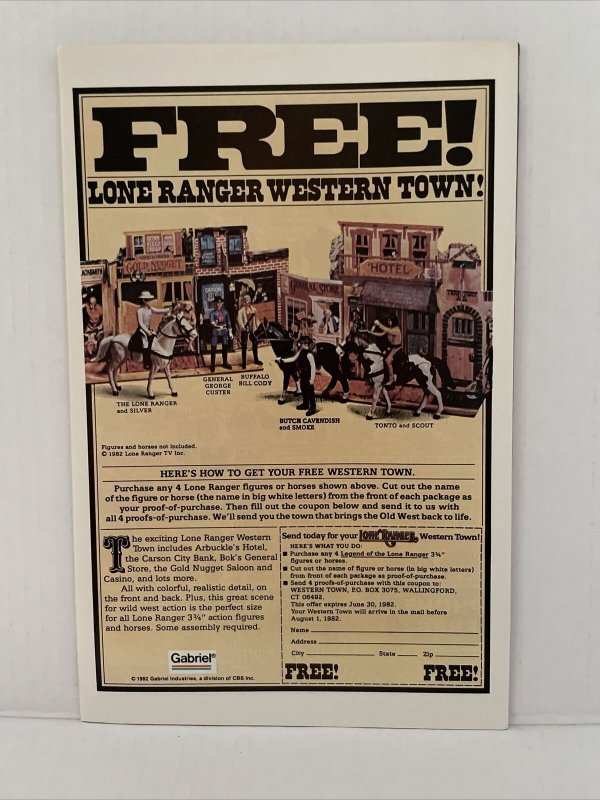 FREE!
LONE RANGER WESTERN TOWN!
GOLD NUGGET
HOTEL
GENERAL STORE
THE LONE RANGER
and SILVER
GENERAL
GEORGE
CUSTER
BUFFALO
BILL CODY
BUTCH CAVENDISH
and SMOKE
TONTO and SCOUT
Figures and horses not included.
© 1982 Lone Ranger TV Inc.
HERE'S HOW TO GET YOUR FREE WESTERN TOWN.
Purchase any 4 Lone Ranger figures or horses shown above. Cut out the name
of the figure or horse (the name in big white letters) from the front of each package as
your proof-of-purchase. Then fill out the coupon below and send it to us with
all 4 proofs-of-purchase. We'll send you the town that brings the Old West back to life.
The exciting Lone Ranger Western
Town includes Arbuckle's Hotel,
the Carson City Bank, Bok's General
Store, the Gold Nugget Saloon and
Casino, and lots more.
All with colorful, realistic detail, on
the front and back. Plus, this great scene
for wild west action is the perfect size
for all Lone Ranger 3¾" action figures
and horses. Some assembly required.
Gabriel®
© 1982 Gabriel Industries, a division of CBS Inc.
Send today for your LONE RANGER Western Town!
HERE'S WHAT YOU DO:
■ Purchase any 4 Legend of the Lone Ranger 3¾"
figures or horses.
■ Cut out name of figure or horse (in big white letters)
from front of each package as proof-of-purchase.
■ Send 4 proofs-of-purchase with this coupon to:
WESTERN TOWN, P.O. BOX 3075, WALLINGFORD,
CT 06492.
This offer expires June 30, 1982.
Your Western Town will arrive in the mail before
August 1, 1982.
Name
Address
City State Zip
FREE! FREE!